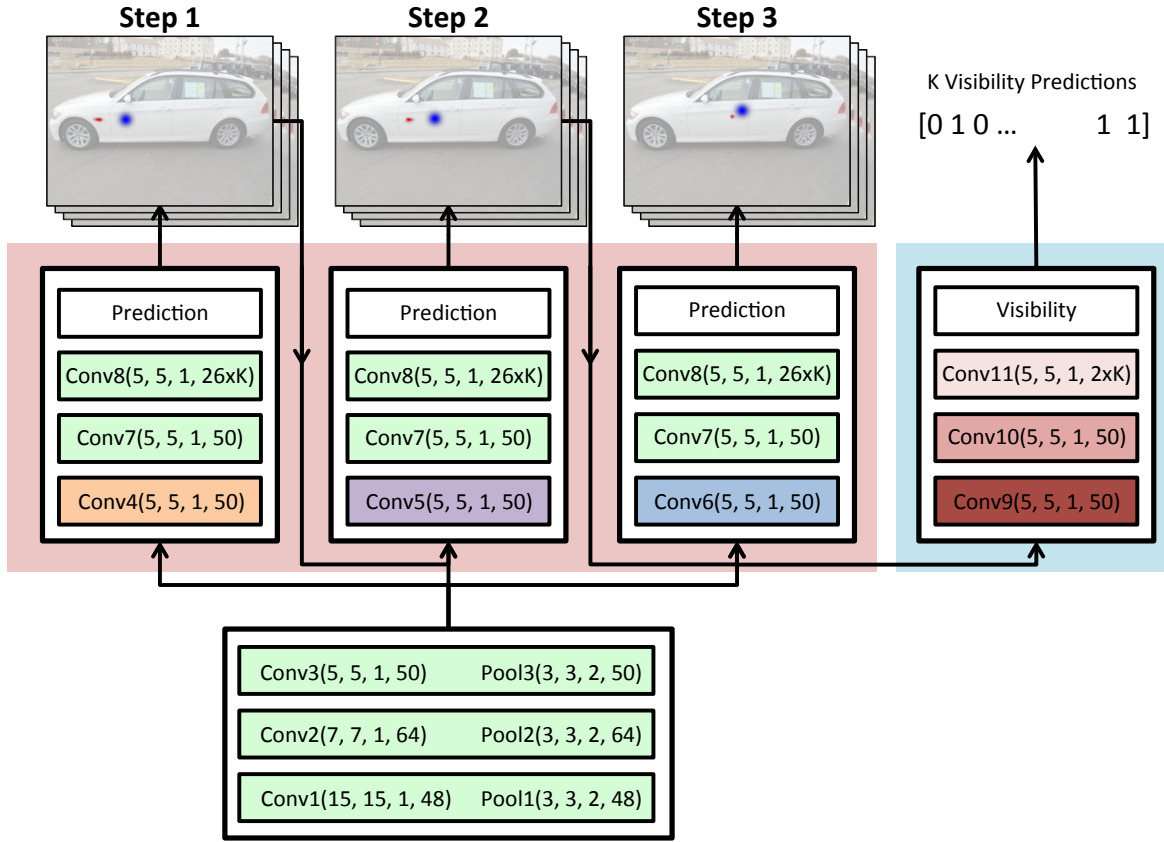 Step 1
Step 2
Step 3
K Visibility Predictions
[0 1 0 ... 1 1]
Prediction
Prediction
Prediction
Visibility
Conv8(5, 5, 1, 26xK)
Conv8(5, 5, 1, 26xK)
Conv8(5, 5, 1, 26xK)
Conv11(5, 5, 1, 2xK)
Conv7(5, 5, 1, 50)
Conv7(5, 5, 1, 50)
Conv7(5, 5, 1, 50)
Conv10(5, 5, 1, 50)
Conv4(5, 5, 1, 50)
Conv5(5, 5, 1, 50)
Conv6(5, 5, 1, 50)
Conv9(5, 5, 1, 50)
Conv3(5, 5, 1, 50) Pool3(3, 3, 2, 50)
Conv2(7, 7, 1, 64) Pool2(3, 3, 2, 64)
Conv1(15, 15, 1, 48) Pool1(3, 3, 2, 48)